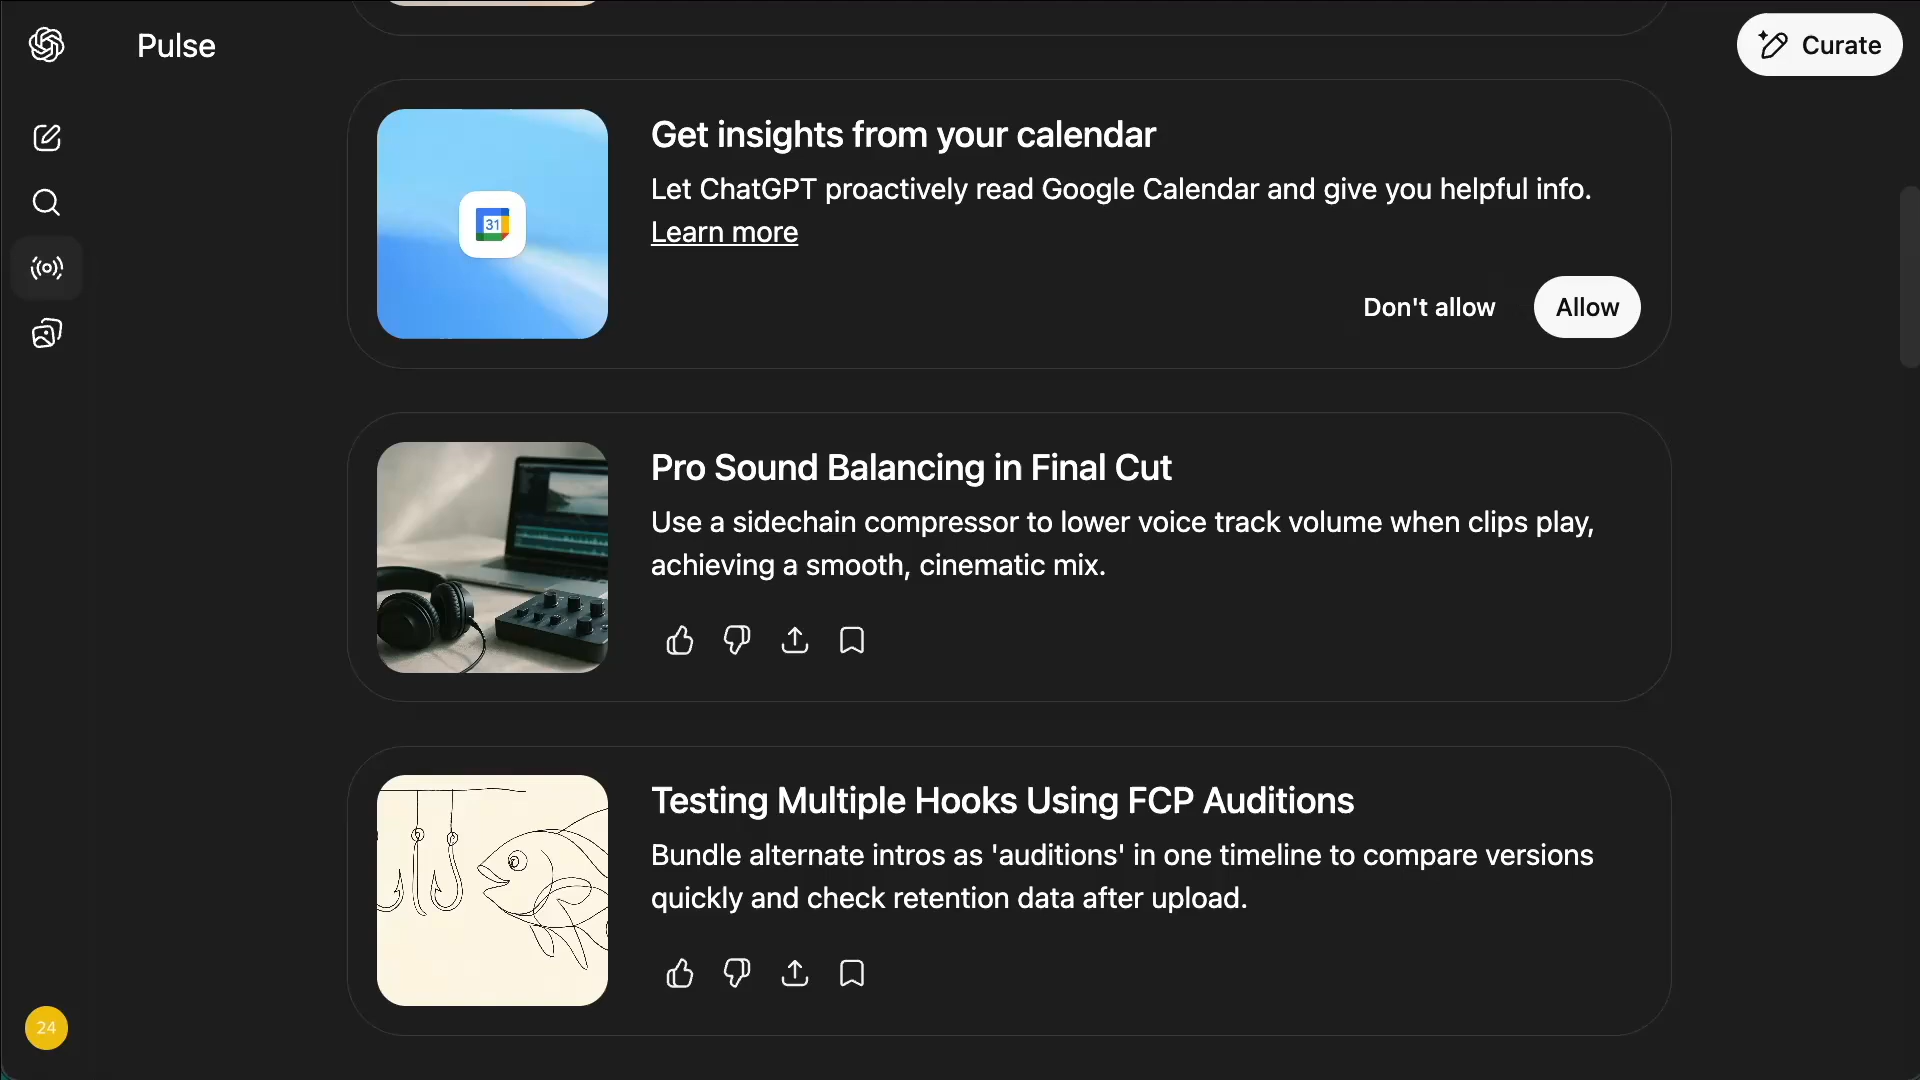 Pulse
Curate
Get insights from your calendar
Let ChatGPT proactively read Google Calendar and give you helpful info.
Learn more
31
Don't allow
Allow
Pro Sound Balancing in Final Cut
Use a sidechain compressor to lower voice track volume when clips play,
achieving a smooth, cinematic mix.
Testing Multiple Hooks Using FCP Auditions
Bundle alternate intros as 'auditions' in one timeline to compare versions
quickly and check retention data after upload.
24